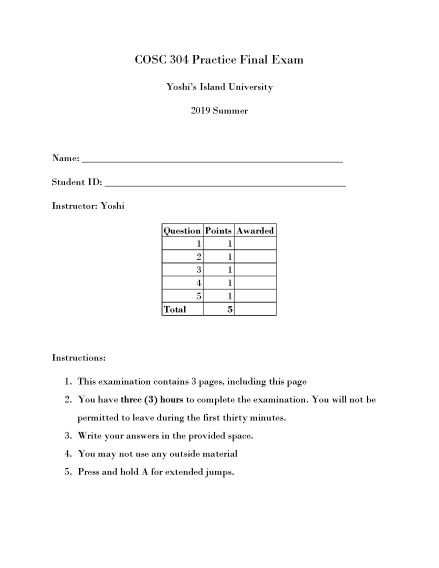 COSC 304 Practice Final Exam
Yoshi's Island University
2019 Summer
Name: ____________________________________________________
Student ID: ________________________________________________
Instructor: Yoshi
Question Points Awarded
1 1
2 1
3 1
4 1
5 1
Total 5
Instructions:
1. This examination contains 3 pages, including this page
2. You have three (3) hours to complete the examination. You will not be
permitted to leave during the first thirty minutes.
3. Write your answers in the provided space.
4. You may not use any outside material
5. Press and hold A for extended jumps.